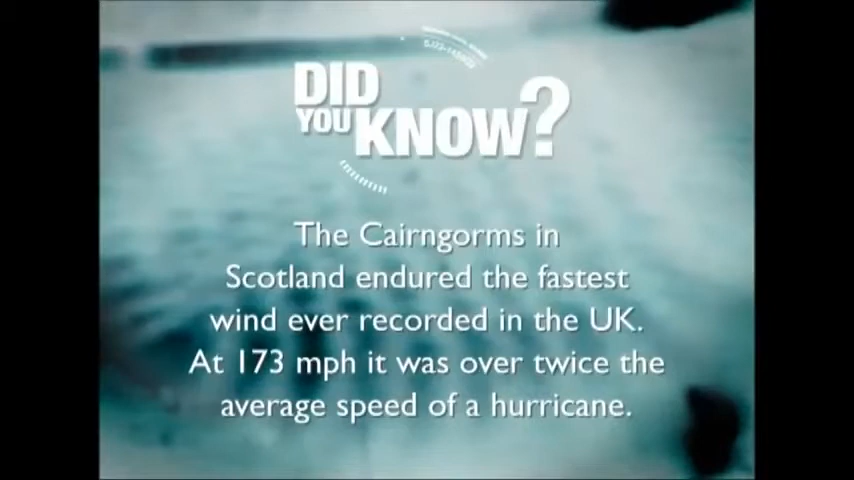 DID
YOU KNOW?
The Cairngorms in
Scotland endured the fastest
wind ever recorded in the UK.
At 173 mph it was over twice the
average speed of a hurricane.